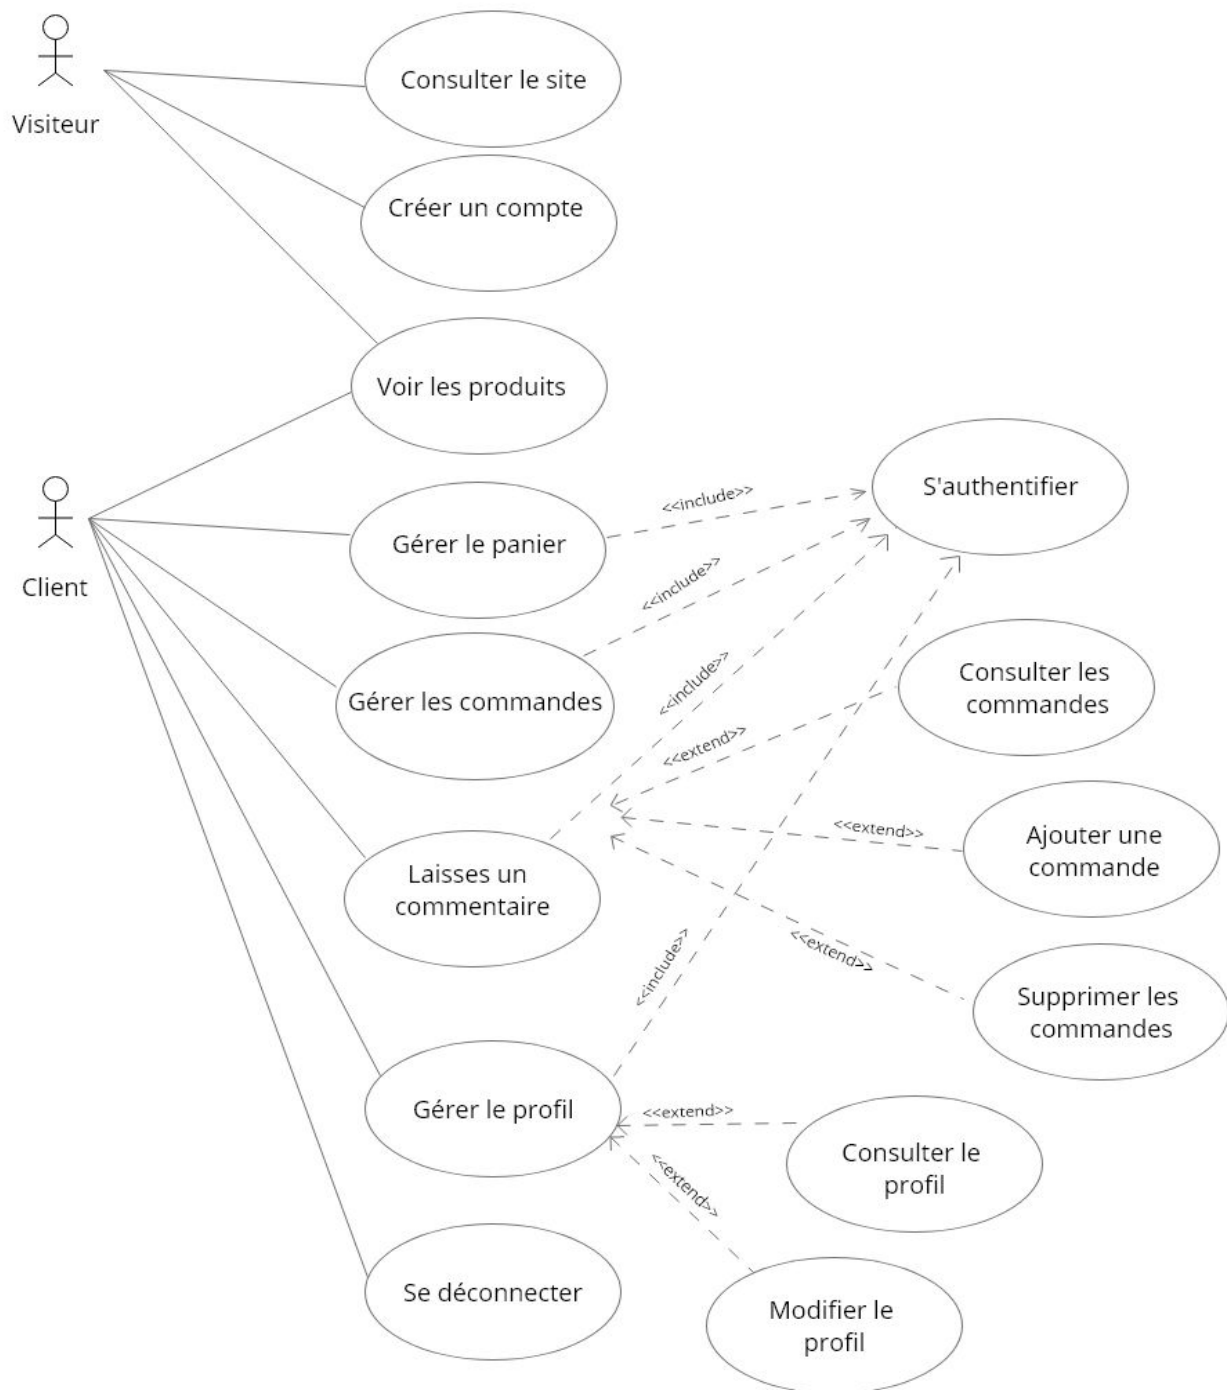 Consulter le site
Visiteur
Créer un compte
Voir les produits
S'authentifier
<<include>>
Gérer le panier
Client
<<include>>
Consulter les
commandes
Gérer les commandes
<<include>>
<<extend>>
Ajouter une
commande
<<extend>>
Laisses un
commentaire
<<extend>>
<<include>>
Supprimer les
commandes
Gérer le profil
<<extend>>
Consulter le
profil
<<extend>>
Se déconnecter
Modifier le
profil